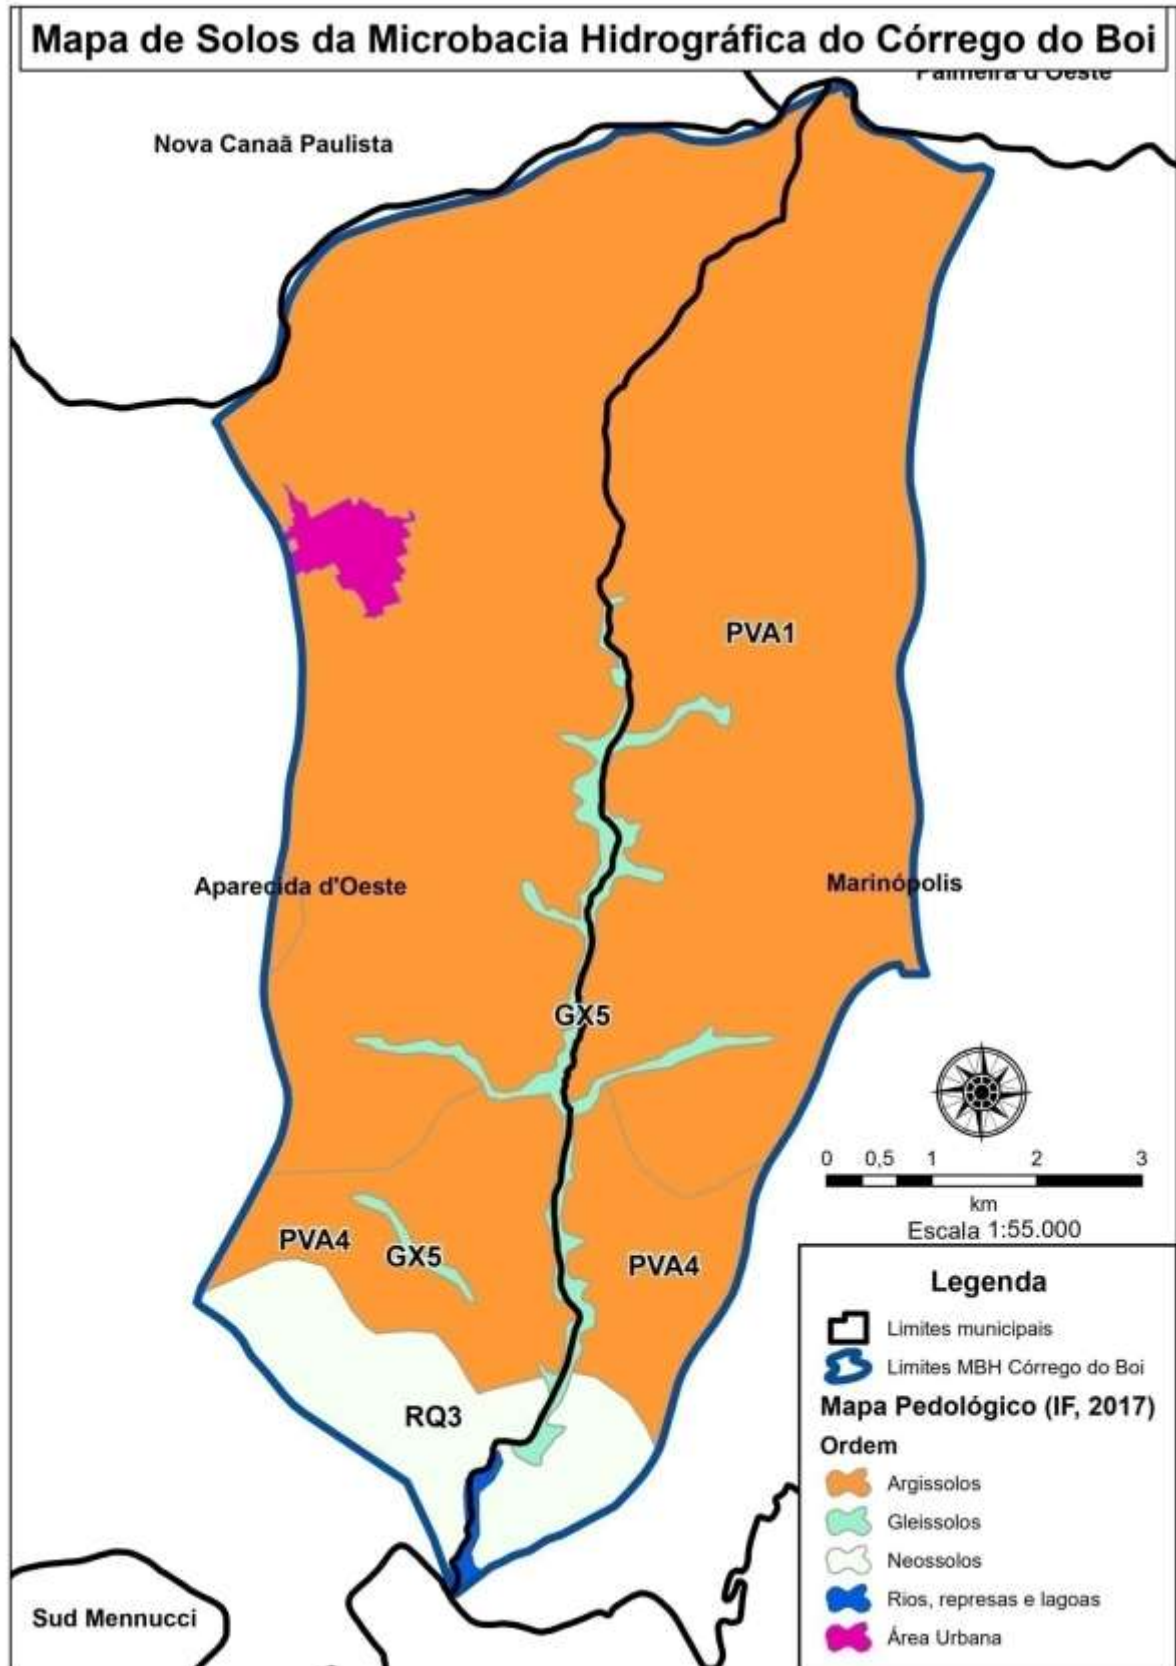 Mapa de Solos da Microbacia Hidrográfica do Córrego do Boi
Palmeira d'Oeste
Nova Canaã Paulista
PVA1
Aparecida d'Oeste
Marinópolis
GX5
0 0,5 1 2 3
km
Escala 1:55.000
PVA4
GX5
PVA4
RQ3
Sud Mennucci
Legenda
Limites municipais
Limites MBH Córrego do Boi
Mapa Pedológico (IF, 2017)
Ordem
Argissolos
Gleissolos
Neossolos
Rios, represas e lagoas
Área Urbana